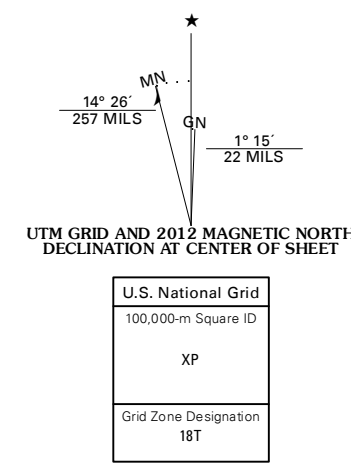 ★
MN
14° 26´
257 MILS
GN
1° 15´
22 MILS
UTM GRID AND 2012 MAGNETIC NORTH
DECLINATION AT CENTER OF SHEET
U.S. National Grid
100,000-m Square ID
XP
Grid Zone Designation
18T